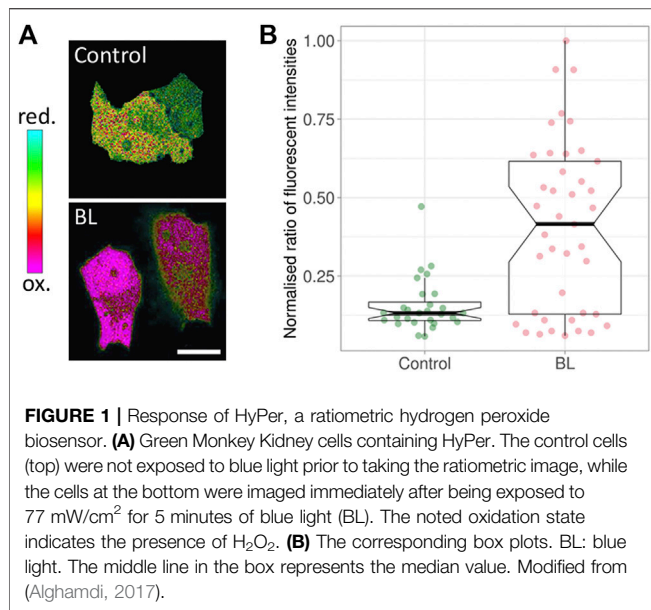 A
Control
red.
BL
ox.
B
Normalised ratio of fluorescent intensities
1.00
0.75
0.50
0.25
Control
BL
FIGURE 1 | Response of HyPer, a ratiometric hydrogen peroxide
biosensor. (A) Green Monkey Kidney cells containing HyPer. The control cells
(top) were not exposed to blue light prior to taking the ratiometric image, while
the cells at the bottom were imaged immediately after being exposed to
77 mW/cm² for 5 minutes of blue light (BL). The noted oxidation state
indicates the presence of H₂O₂. (B) The corresponding box plots. BL: blue
light. The middle line in the box represents the median value. Modified from
(Alghamdi, 2017).